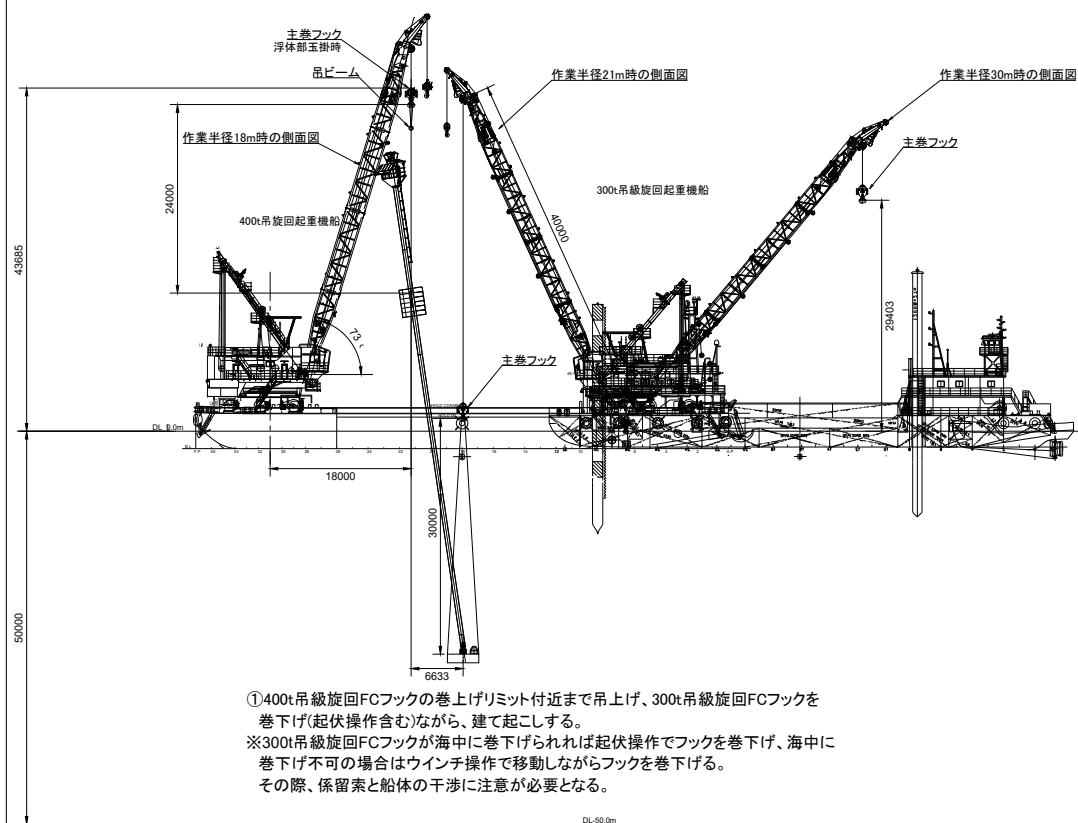 主巻フック
浮体部玉掛時
吊ビーム
作業半径21m時の側面図
作業半径30m時の側面図
主巻フック
作業半径18m時の側面図
300t吊級旋回起重機船
24000
400t吊旋回起重機船
40000
43685
29403
73
主巻フック
DL 0.0m
18000
30000
50000
6633
①400t吊級旋回FCフックの巻上げリミット付近まで吊上げ、300t吊級旋回FCフックを
巻下げ(起伏操作含む)ながら、建て起こしする。
※300t吊級旋回FCフックが海中に巻下げられれば起伏操作でフックを巻下げ、海中に
巻下げ不可の場合はウインチ操作で移動しながらフックを巻下げる。
その際、係留索と船体の干渉に注意が必要となる。
DL-50.0m